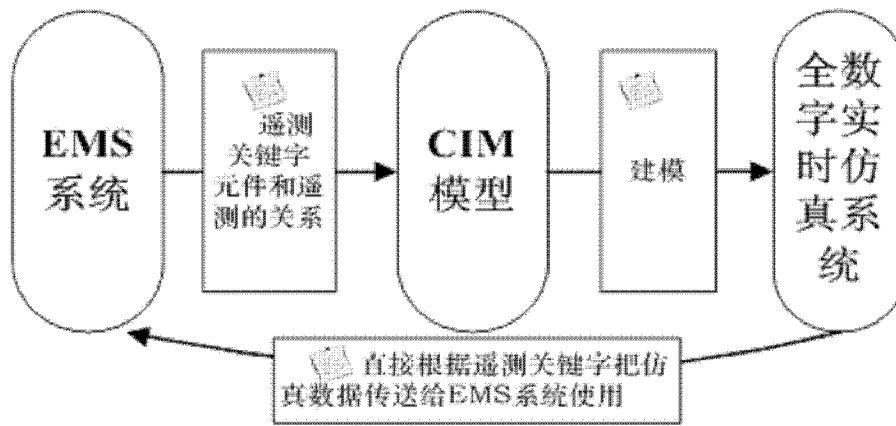 EMS
系统
遥测
关键字
元件和遥
测的关系
CIM
模型
建模
全数
字实
时仿
真系
统
直接根据遥测关键字把仿
真数据传送给EMS系统使用